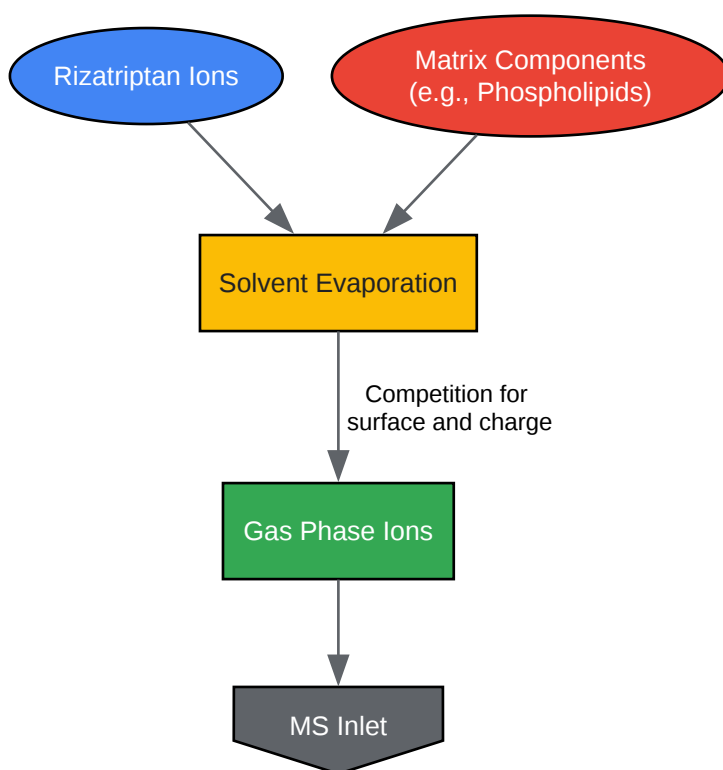 Rizatriptan Ions
Matrix Components
(e.g., Phospholipids)
Solvent Evaporation
Competition for
surface and charge
Gas Phase Ions
MS Inlet